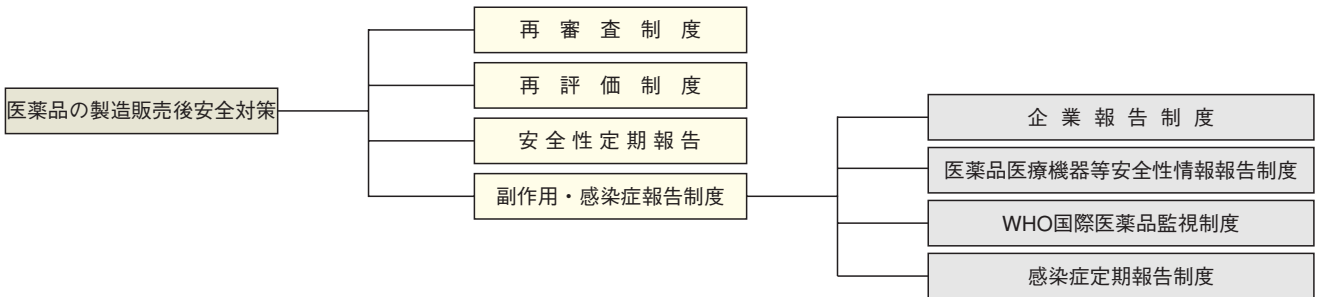 医薬品の製造販売後安全対策
再審査制度
再評価制度
安全性定期報告
副作用・感染症報告制度
企業報告制度
医薬品医療機器等安全性情報報告制度
WHO国際医薬品監視制度
感染症定期報告制度